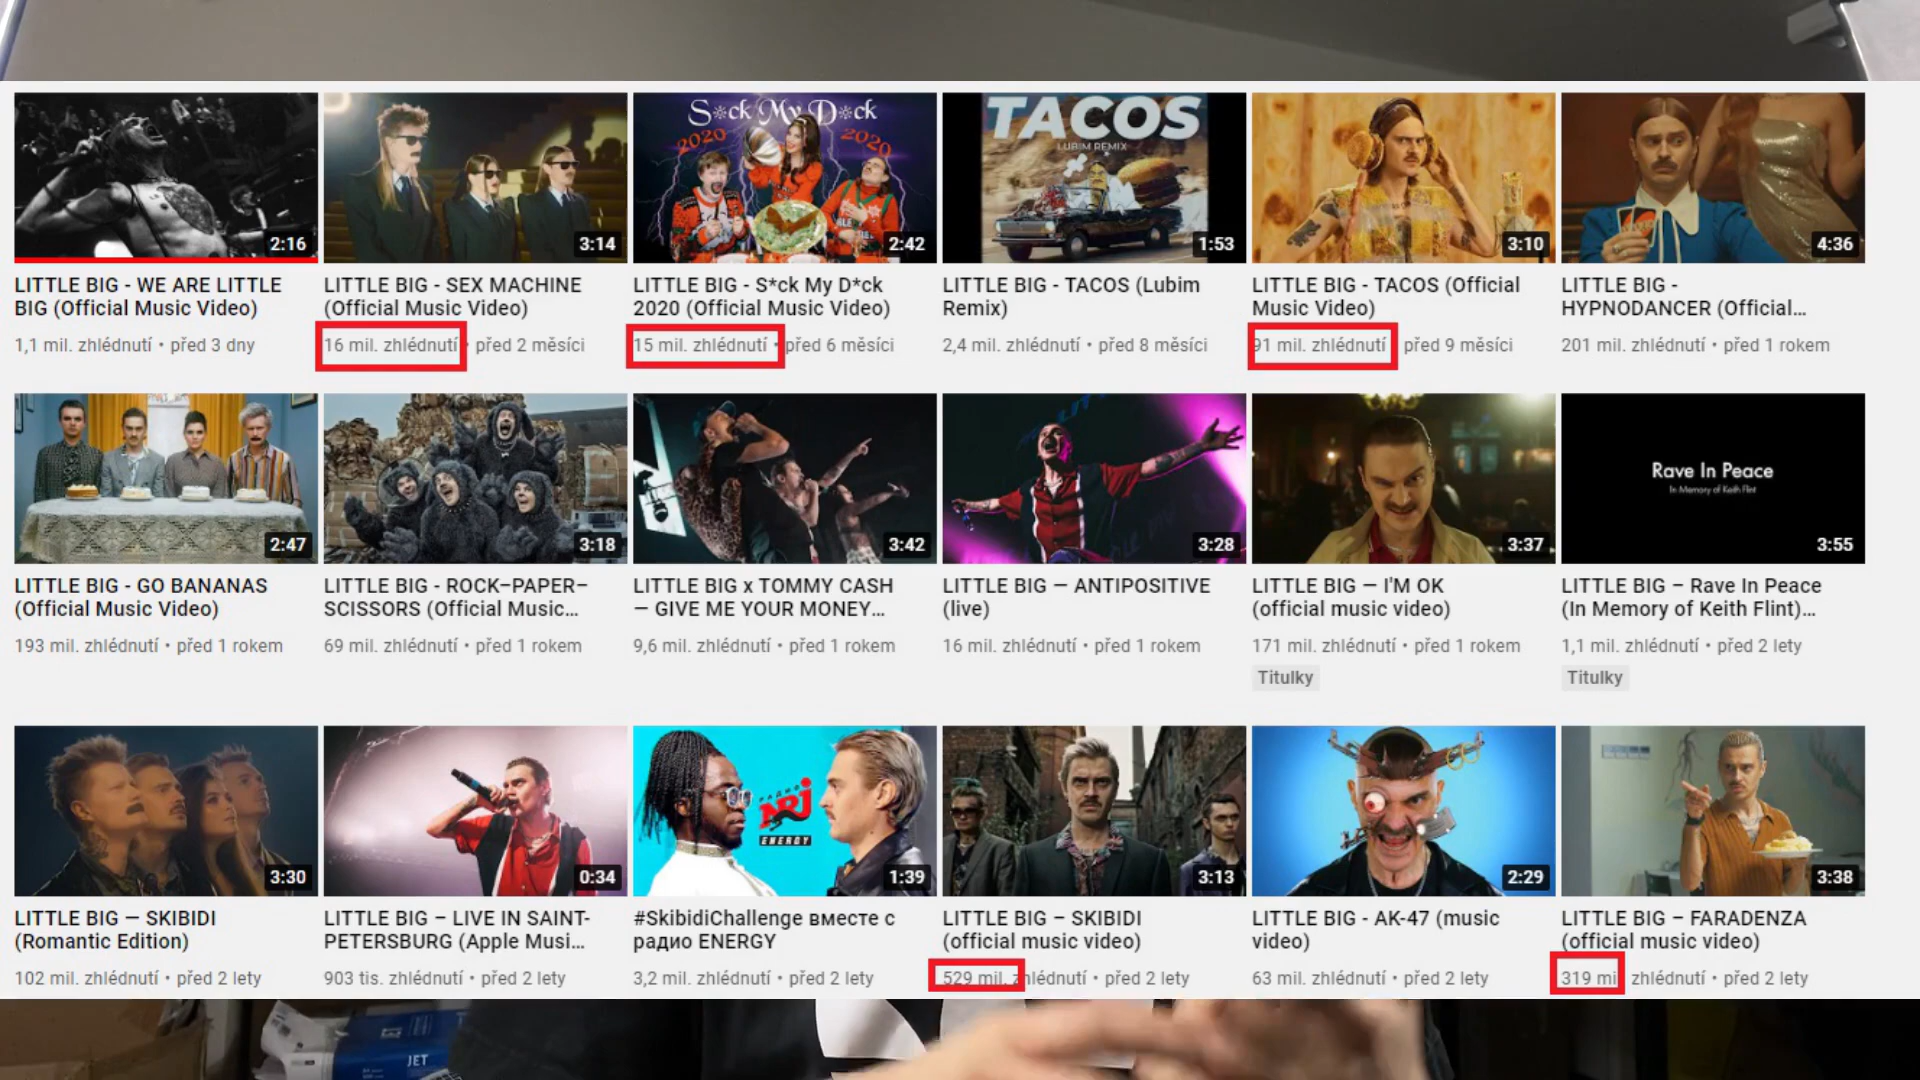 S*ck My D*ck
2020 2020
TACOS
LUBIM REMIX
2:16
3:14
2:42
1:53
3:10
4:36
LITTLE BIG - WE ARE LITTLE
BIG (Official Music Video)
1,1 mil. zhlédnutí • před 3 dny
LITTLE BIG - SEX MACHINE
(Official Music Video)
16 mil. zhlédnutí • před 2 měsíci
LITTLE BIG - S*ck My D*ck
2020 (Official Music Video)
15 mil. zhlédnutí • před 6 měsíci
LITTLE BIG - TACOS (Lubim
Remix)
2,4 mil. zhlédnutí • před 8 měsíci
LITTLE BIG - TACOS (Official
Music Video)
91 mil. zhlédnutí před 9 měsíci
LITTLE BIG -
HYPNODANCER (Official...
201 mil. zhlédnutí • před 1 rokem
Rave In Peace
In Memory of Keith Flint
2:47
3:18
3:42
3:28
3:37
3:55
LITTLE BIG - GO BANANAS
(Official Music Video)
193 mil. zhlédnutí • před 1 rokem
LITTLE BIG - ROCK–PAPER–
SCISSORS (Official Music...
69 mil. zhlédnutí • před 1 rokem
LITTLE BIG x TOMMY CASH
— GIVE ME YOUR MONEY...
9,6 mil. zhlédnutí • před 1 rokem
LITTLE BIG — ANTIPOSITIVE
(live)
16 mil. zhlédnutí • před 1 rokem
LITTLE BIG — I'M OK
(official music video)
171 mil. zhlédnutí • před 1 rokem
Titulky
LITTLE BIG – Rave In Peace
(In Memory of Keith Flint)...
1,1 mil. zhlédnutí • před 2 lety
Titulky
РАДИО
NRJ
ENERGY
3:30
0:34
1:39
3:13
2:29
3:38
LITTLE BIG — SKIBIDI
(Romantic Edition)
102 mil. zhlédnutí • před 2 lety
LITTLE BIG – LIVE IN SAINT-
PETERSBURG (Apple Musi...
903 tis. zhlédnutí • před 2 lety
#SkibidiChallenge вместе с
радио ENERGY
3,2 mil. zhlédnutí • před 2 lety
LITTLE BIG – SKIBIDI
(official music video)
529 mil. zhlédnutí • před 2 lety
LITTLE BIG - AK-47 (music
video)
63 mil. zhlédnutí • před 2 lety
LITTLE BIG – FARADENZA
(official music video)
319 mi zhlédnutí • před 2 lety
JET